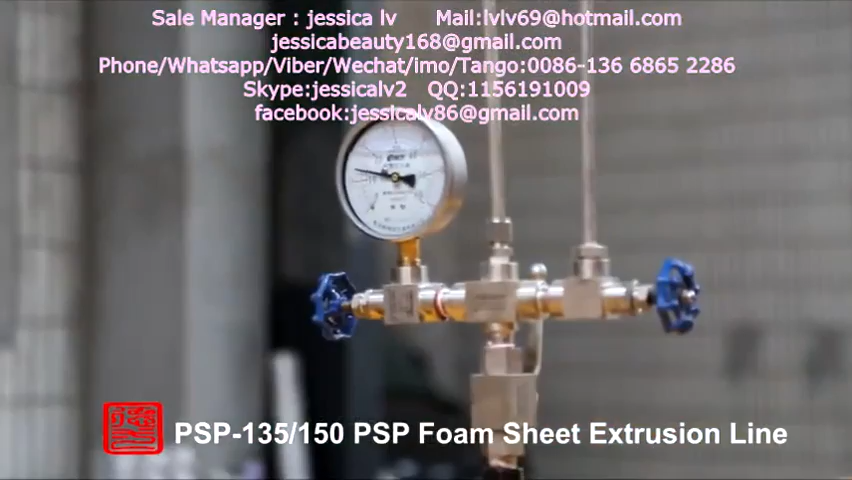 Sale Manager : jessica lv Mail:lvlv69@hotmail.com
jessicabeauty168@gmail.com
Phone/Whatsapp/Viber/Wechat/imo/Tango:0086-136 6865 2286
Skype:jessicalv2 QQ:1156191009
facebook:jessicalv86@gmail.com
PSP-135/150 PSP Foam Sheet Extrusion Line